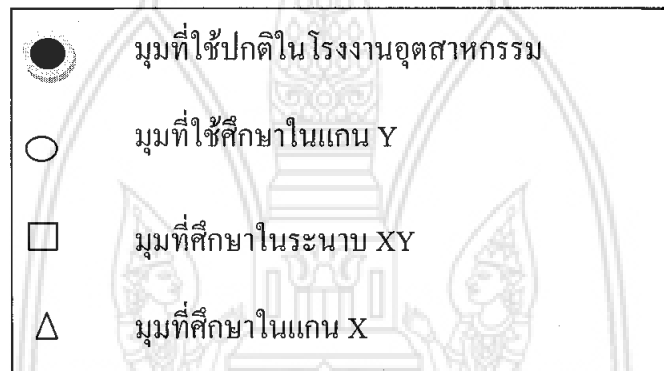 มุมที่ใช้ปกติในโรงงานอุตสาหกรรม
มุมที่ใช้ศึกษาในแกน Y
มุมที่ศึกษาในระนาบ XY
มุมที่ศึกษาในแกน X